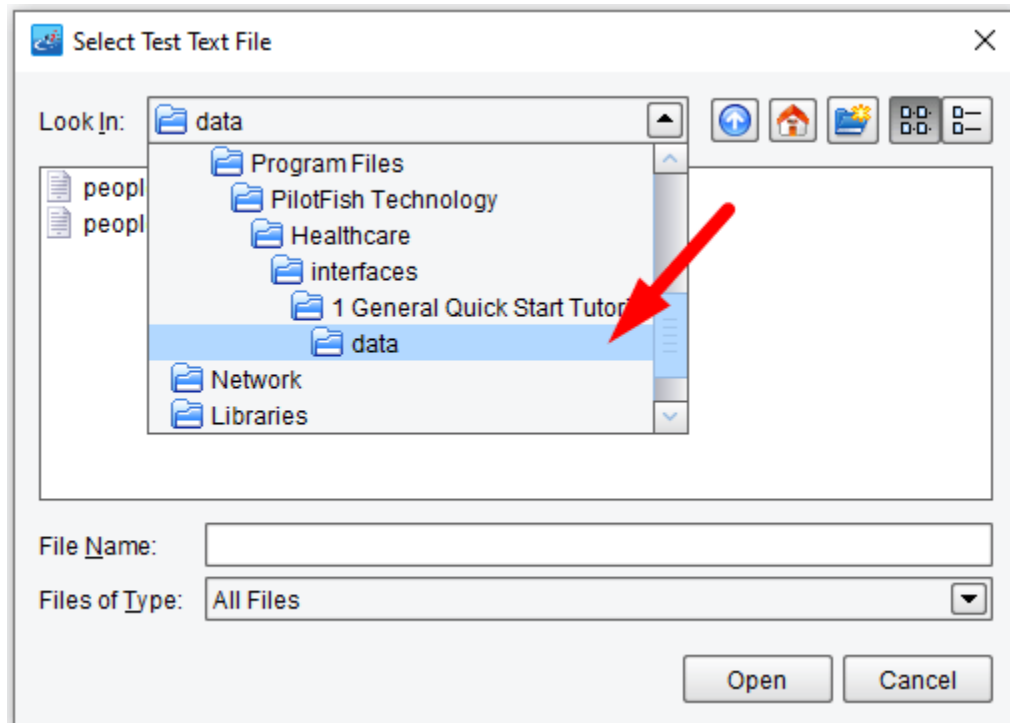 Select Test Text File
Look In: data
Program Files
peopl
PilotFish Technology
peopl
Healthcare
interfaces
1 General Quick Start Tutori
data
Network
Libraries
File Name:
Files of Type: All Files
Open Cancel